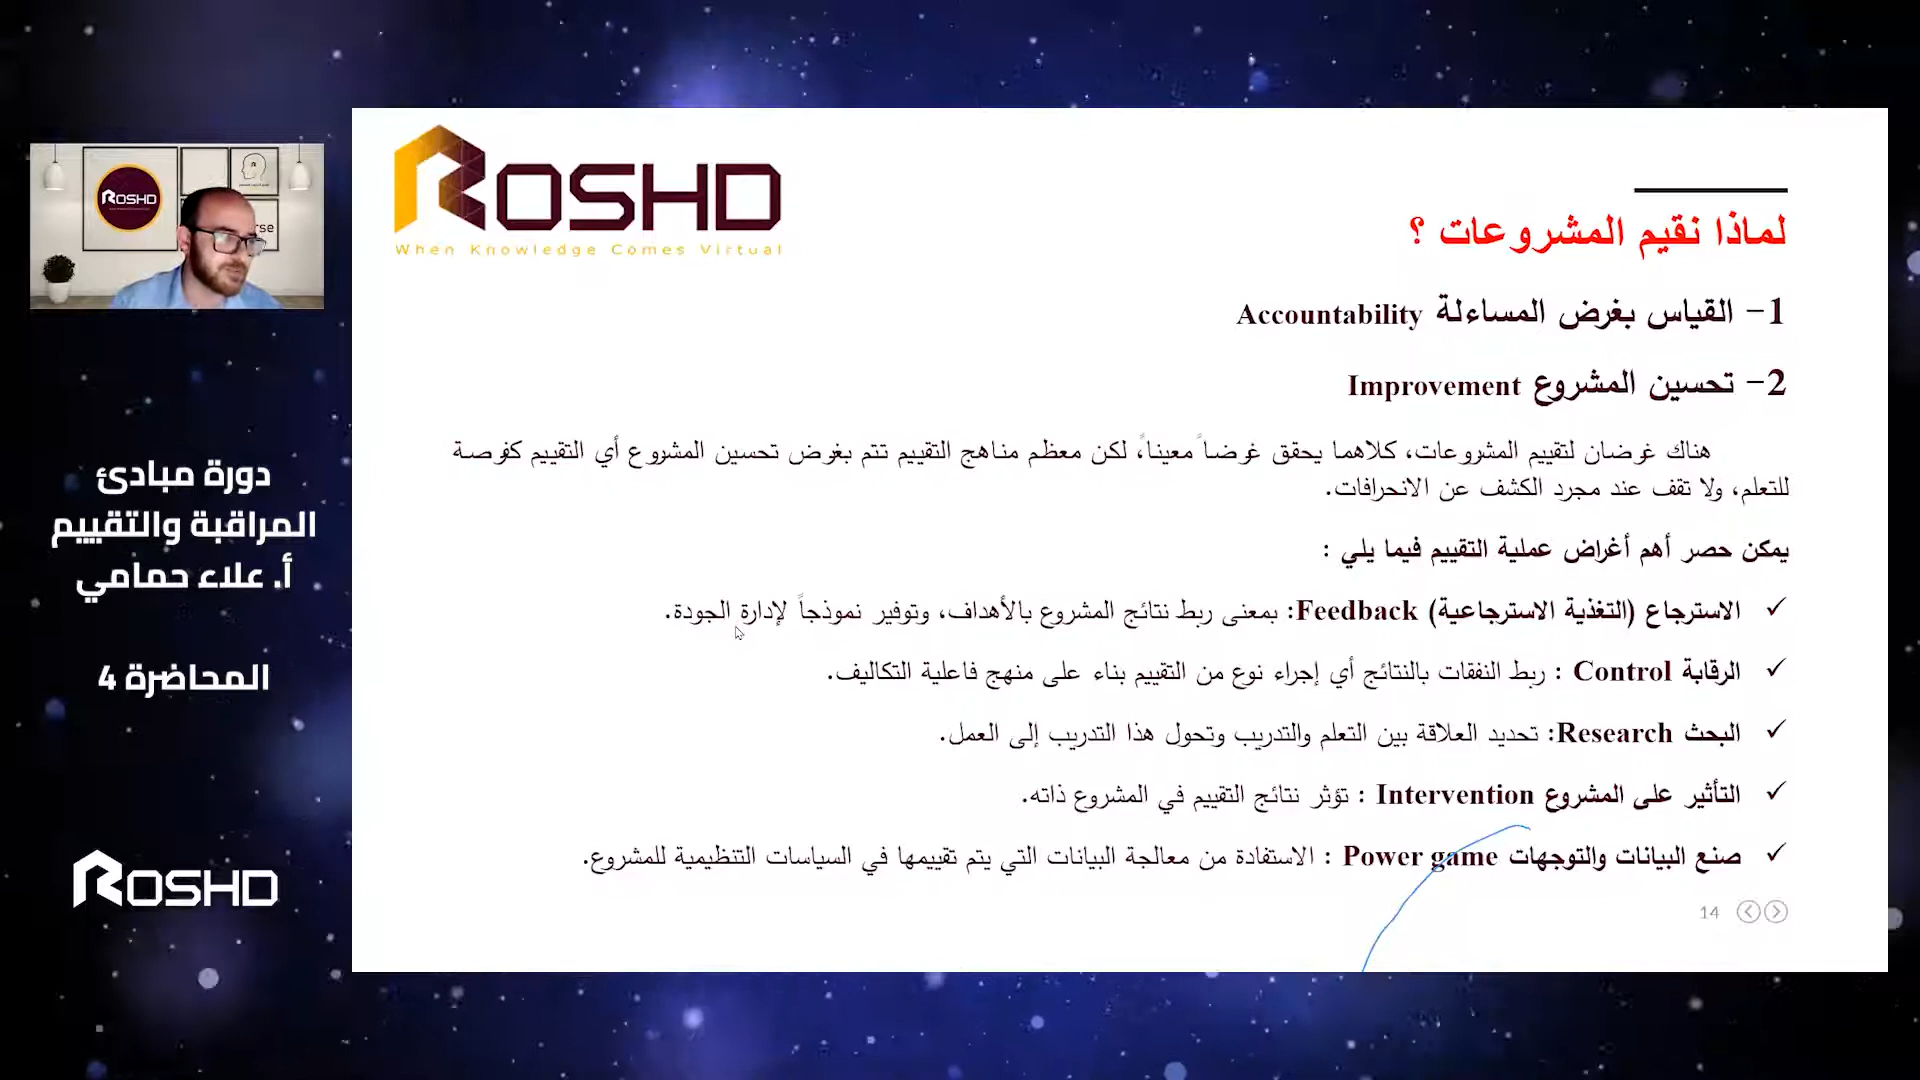 ROSHD
When Knowledge Comes Virtual
لماذا نقيم المشروعات ؟
1- القياس بغرض المساءلة Accountability
2- تحسين المشروع Improvement
هناك غرضان لتقييم المشروعات، كلاهما يحقق غرضاً معيناً، لكن معظم مناهج التقييم تتم بغرض تحسين المشروع أي التقييم كفرصة
للتعلم، ولا تقف عند مجرد الكشف عن الانحرافات.
يمكن حصر أهم أغراض عملية التقييم فيما يلي :
✓ الاسترجاع (التغذية الاسترجاعية) Feedback: بمعنى ربط نتائج المشروع بالأهداف، وتوفير نموذجاً لإدارة الجودة.
✓ الرقابة Control : ربط النفقات بالنتائج أي إجراء نوع من التقييم بناء على منهج فاعلية التكاليف.
✓ البحث Research: تحديد العلاقة بين التعلم والتدريب وتحول هذا التدريب إلى العمل.
✓ التأثير على المشروع Intervention : تؤثر نتائج التقييم في المشروع ذاته.
✓ صنع البيانات والتوجهات Power game : الاستفادة من معالجة البيانات التي يتم تقييمها في السياسات التنظيمية للمشروع.
14
ROSHD
دورة مبادئ
المراقبة والتقييم
أ. علاء حمامي
المحاضرة 4
ROSHD